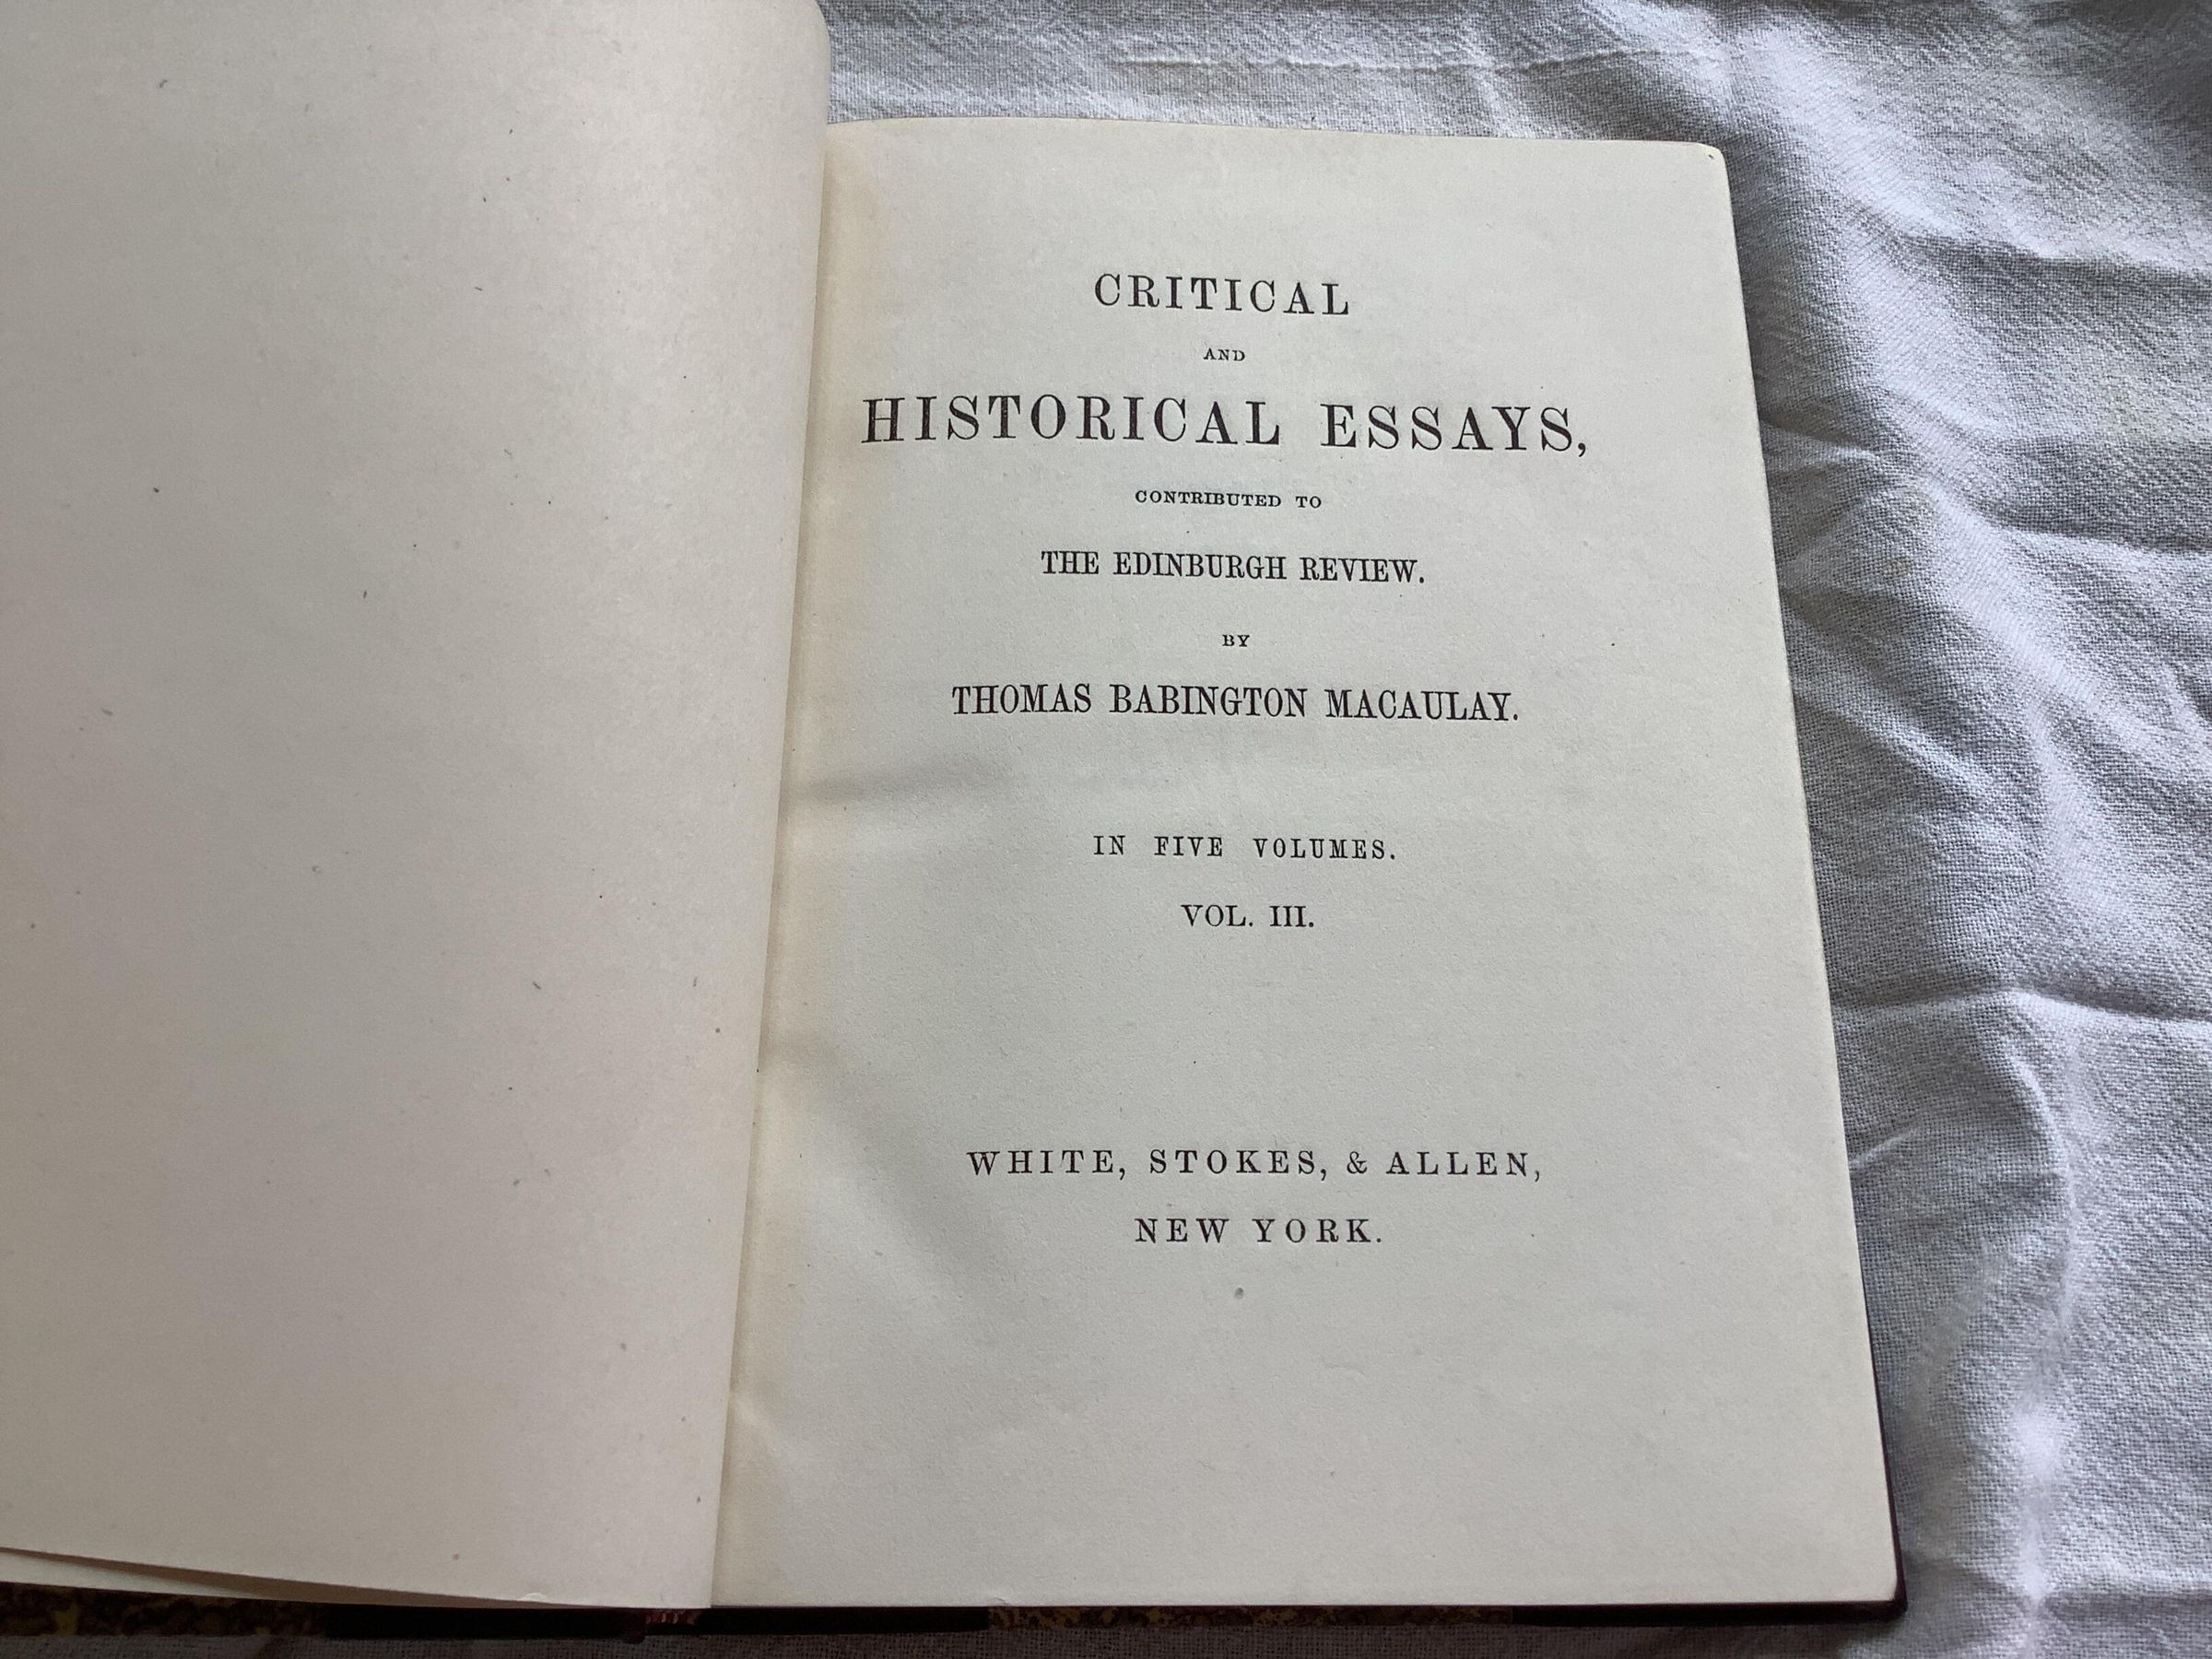 CRITICAL
AND
HISTORICAL ESSAYS,
CONTRIBUTED TO
THE EDINBURGH REVIEW.
BY
THOMAS BABINGTON MACAULAY.
IN FIVE VOLUMES.
VOL. III.
WHITE, STOKES, & ALLEN,
NEW YORK.